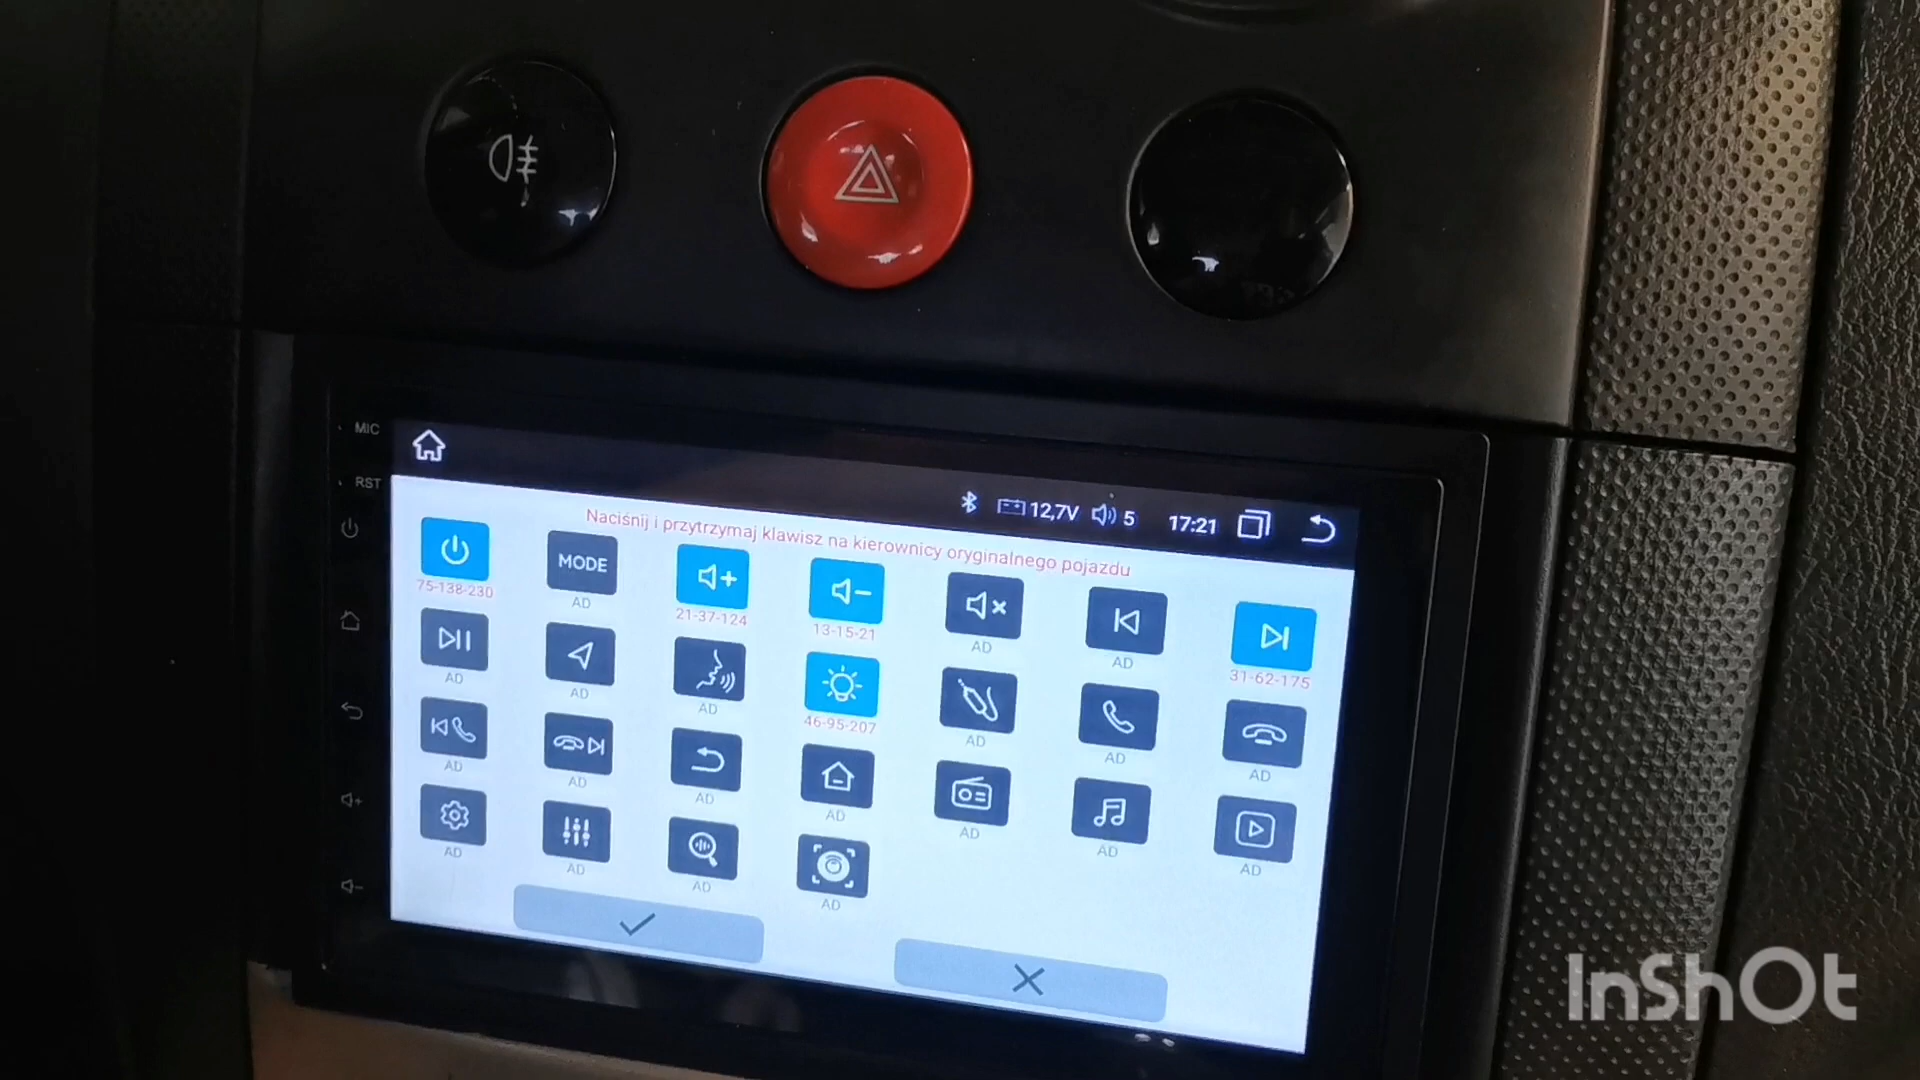 MIC
RST
12,7V 5 17:21
Naciśnij i przytrzymaj klawisz na kierownicy oryginalnego pojazdu
MODE
75-138-230 AD 21-37-124 13-15-21 AD AD 31-62-175
AD AD AD 46-95-207 AD AD AD
AD AD AD AD AD AD AD
AD AD AD AD
InShOt